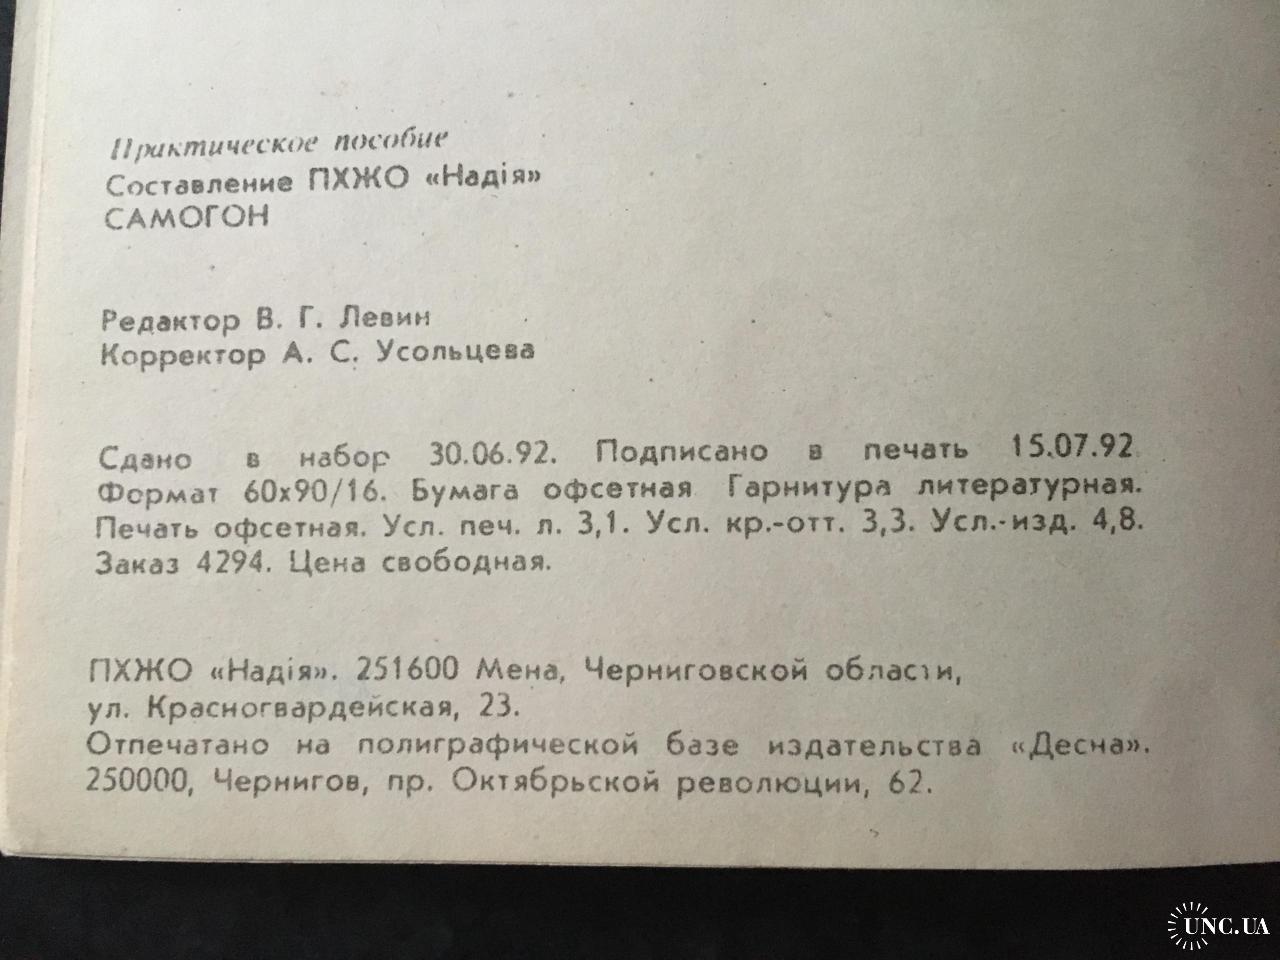 Практическое пособие
Составление ПХЖО «Надія»
САМОГОН
Редактор В. Г. Левин
Корректор А. С. Усольцева
Сдано в набор 30.06.92. Подписано в печать 15.07.92.
Формат 60х90/16. Бумага офсетная Гарнитура литературная.
Печать офсетная. Усл. печ. л. 3,1. Усл. кр.-отт. 3,3. Усл.-изд. 4,8.
Заказ 4294. Цена свободная.
ПХЖО «Надія». 251600 Мена, Черниговской области,
ул. Красногвардейская, 23.
Отпечатано на полиграфической базе издательства «Десна».
250000, Чернигов, пр. Октябрьской революции, 62.
UNC.UA